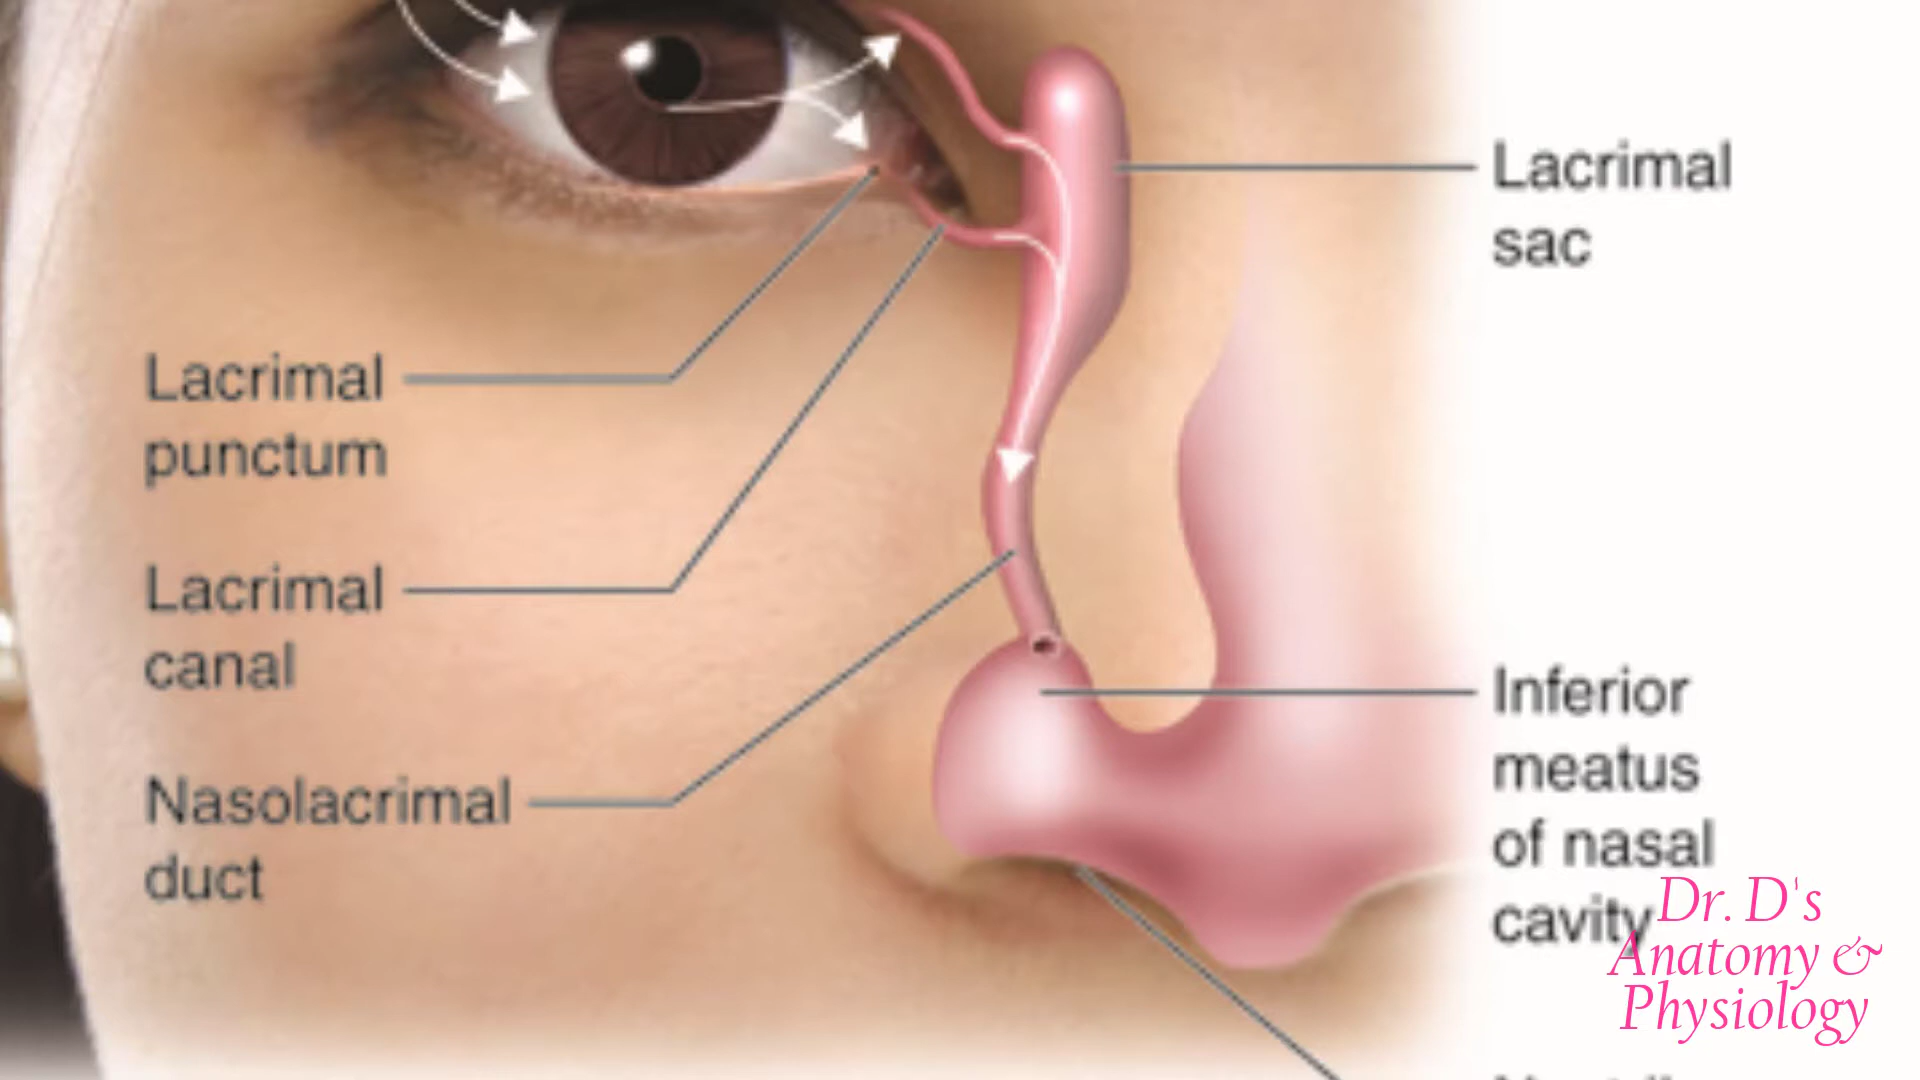 Lacrimal
sac
Lacrimal
punctum
Lacrimal
canal
Nasolacrimal
duct
Inferior
meatus
of nasal
cavity
Dr. D's
Anatomy &
Physiology